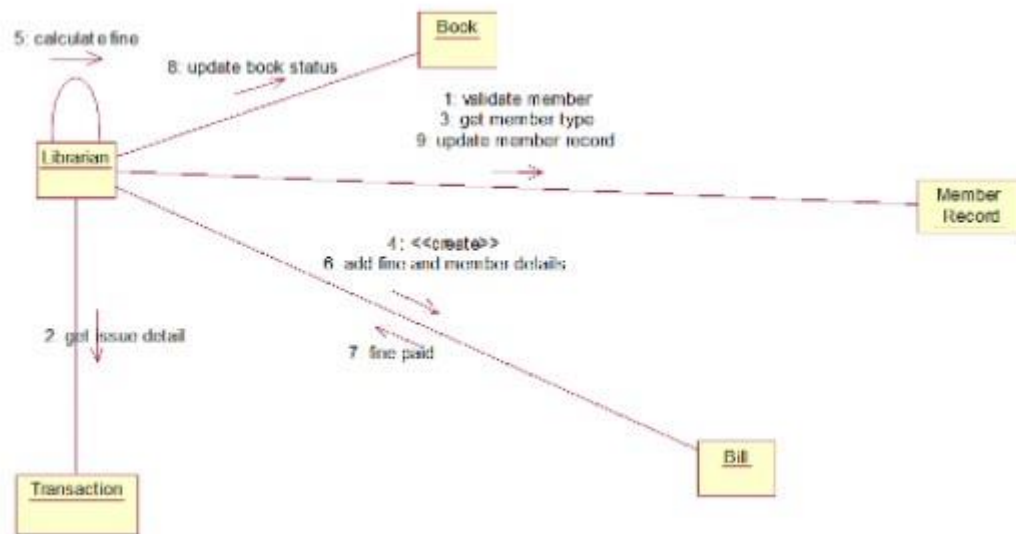 5: calculate fine
Book
8: update book status
1: validate member
3: get member type
9: update member record
Librarian
Member
Record
4: <<create>>
6: add fine and member details
2: get issue detail
7: fine paid
Bill
Transaction